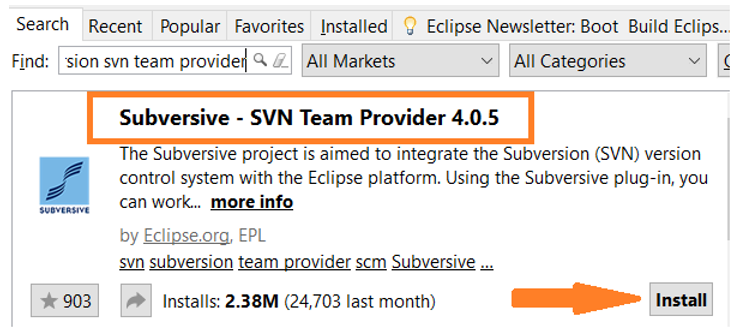 Search Recent Popular Favorites Installed Eclipse Newsletter: Boot Build Eclips...
Find: sion svn team provider All Markets All Categories
Subversive - SVN Team Provider 4.0.5
The Subversive project is aimed to integrate the Subversion (SVN) version
control system with the Eclipse platform. Using the Subversive plug-in, you
can work... more info
SUBVERSIVE
by Eclipse.org, EPL
svn subversion team provider scm Subversive ...
903 Installs: 2.38M (24,703 last month) Install